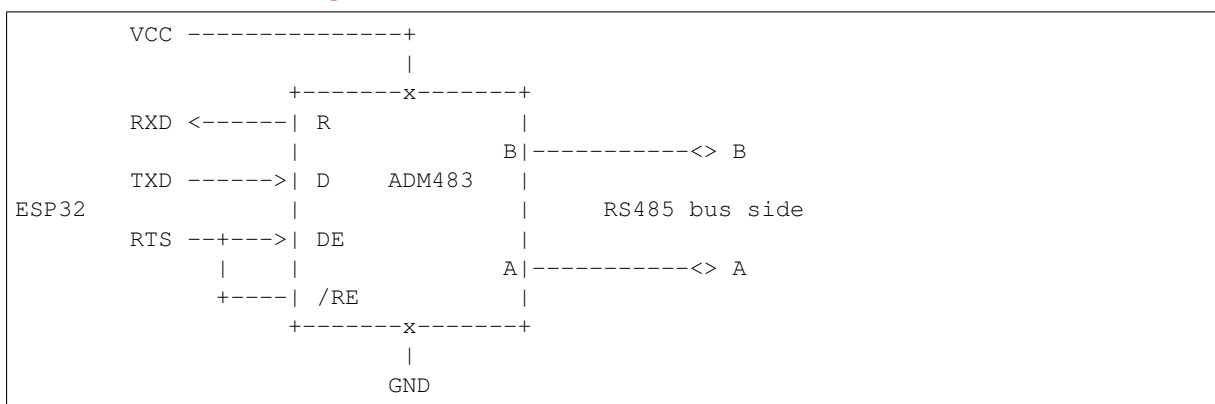 VCC ---------------+
|
+-------x-------+
RXD <------| R |
| B|-----------<> B
TXD ------>| D ADM483 |
ESP32 | | RS485 bus side
RTS --+--->| DE |
| | A|-----------<> A
+----| /RE |
+-------x-------+
|
GND